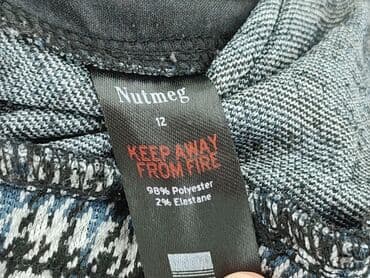 Nutmeg
12
KEEP AWAY
FROM FIRE
98% Polyester
2% Elastane